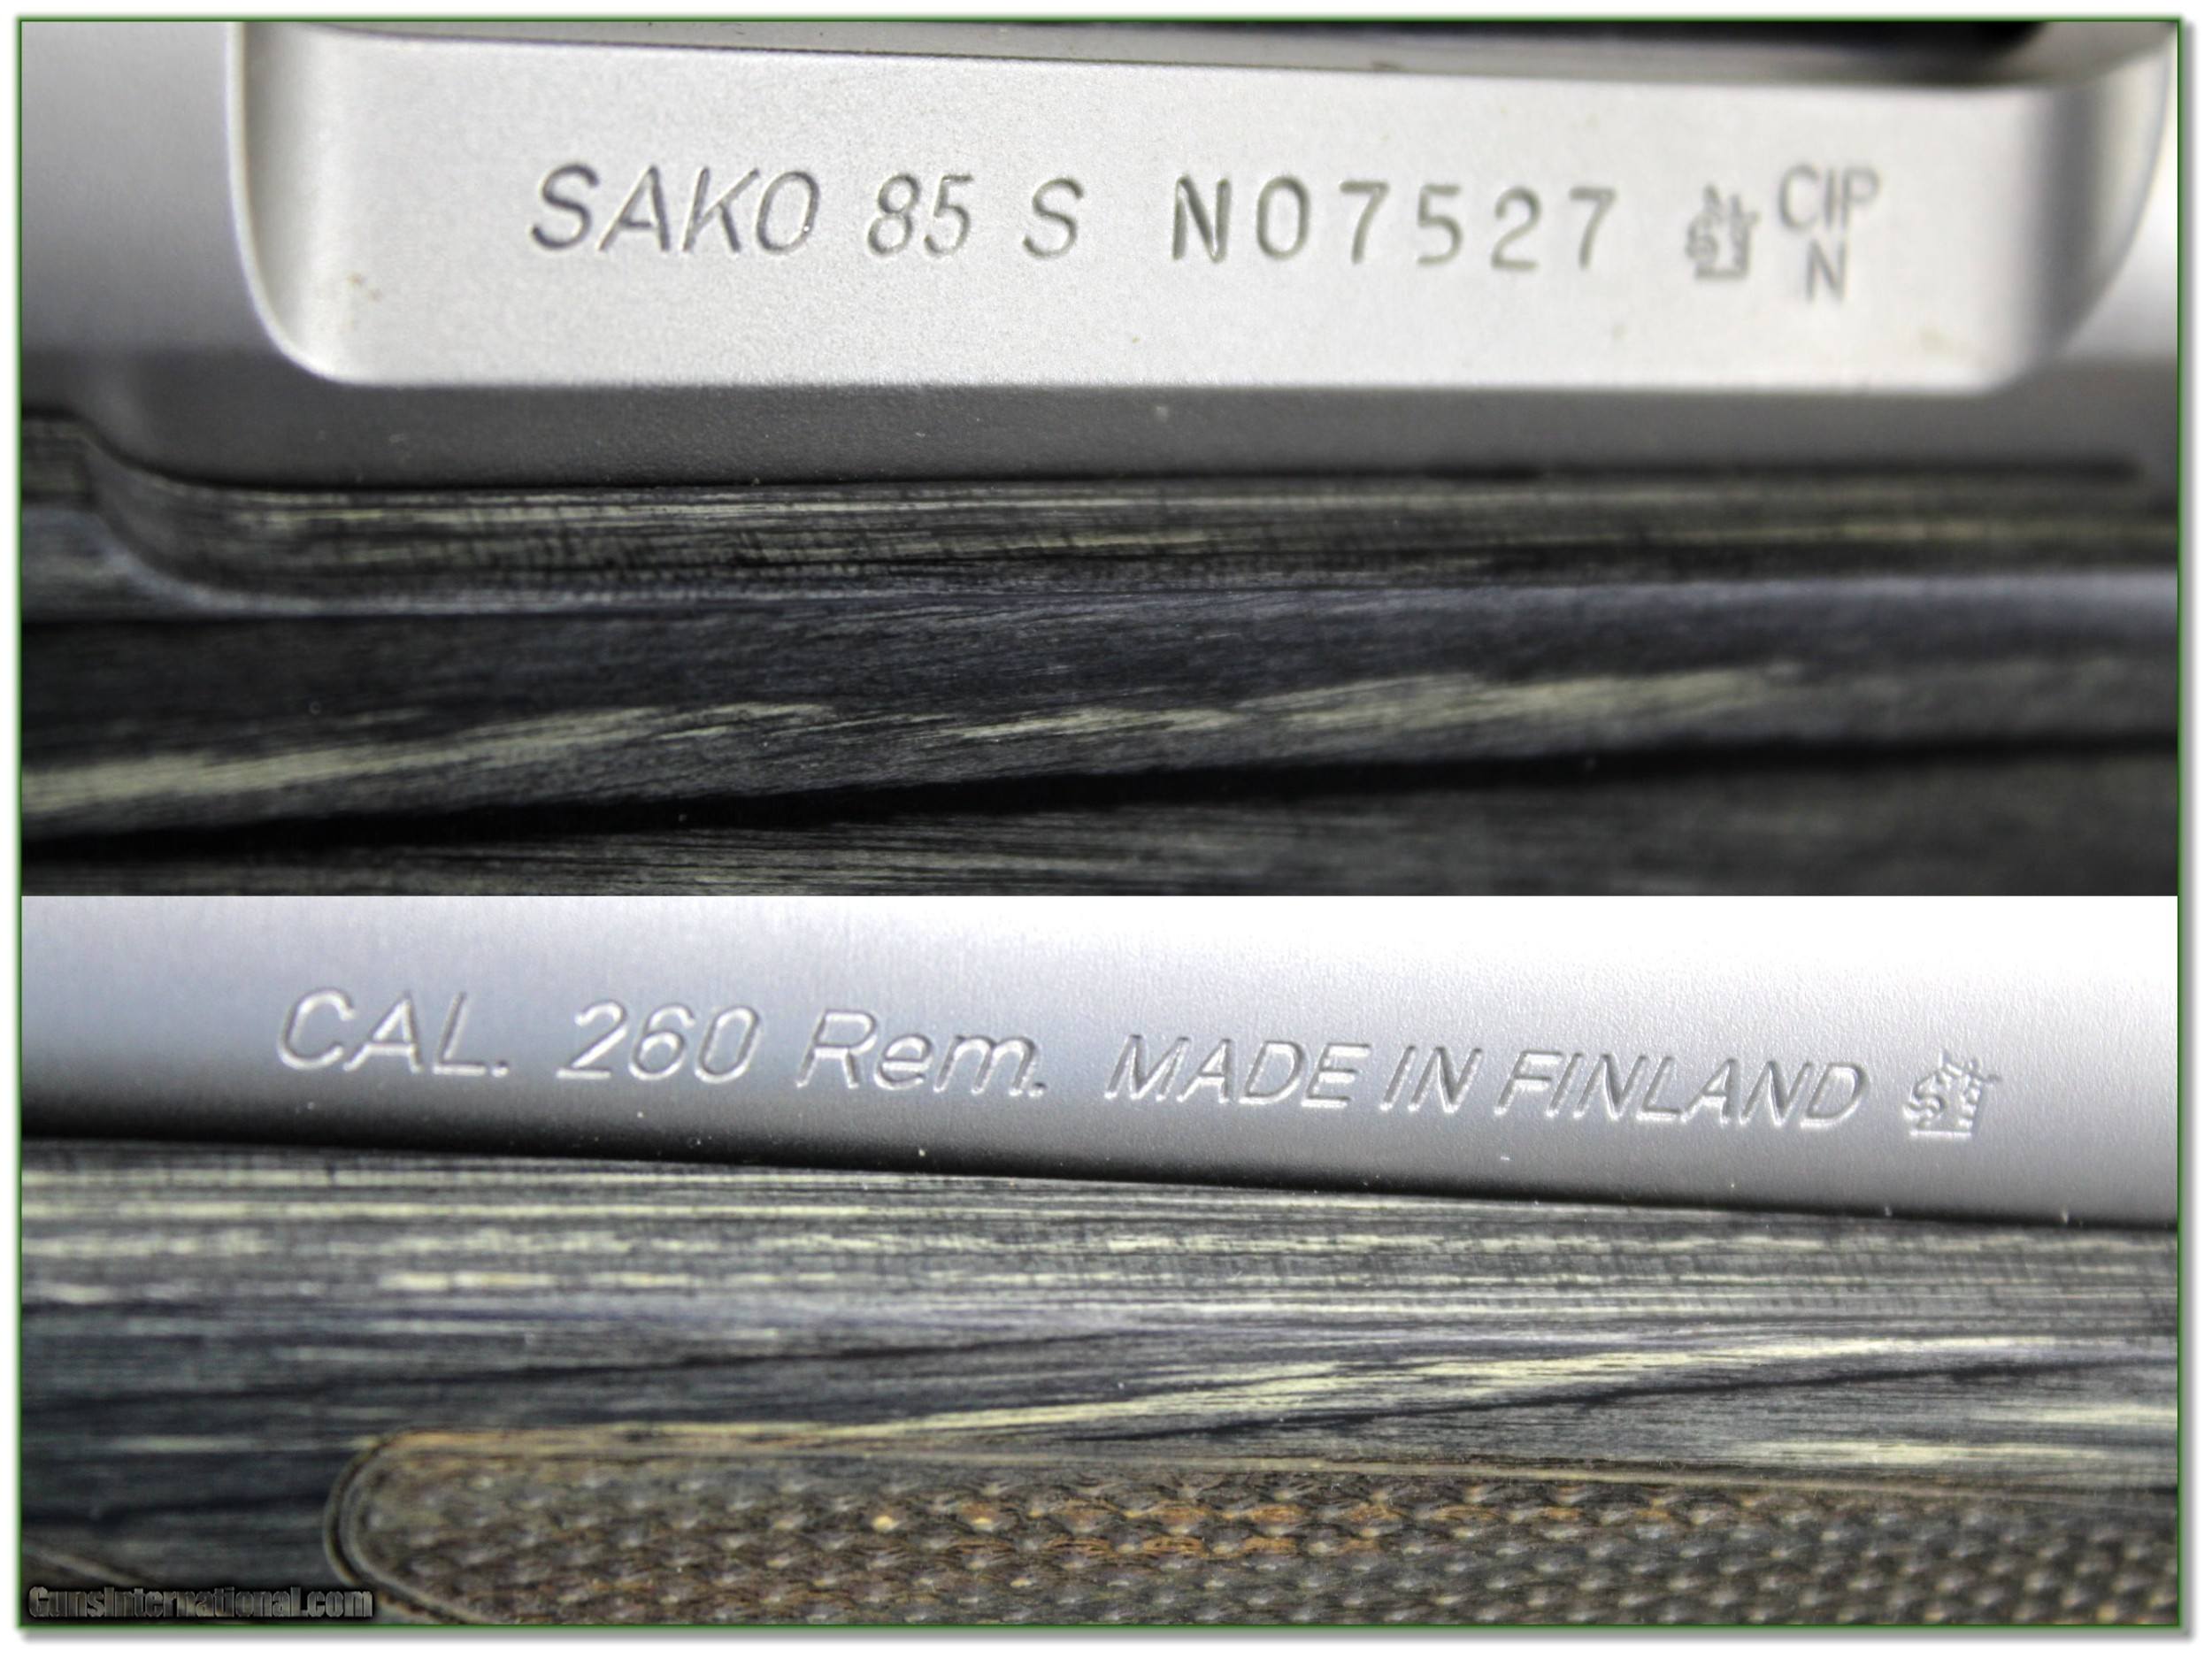 SAKO 85 S N07527 CIP
N
CAL. 260 Rem. MADE IN FINLAND
GunsInternational.com